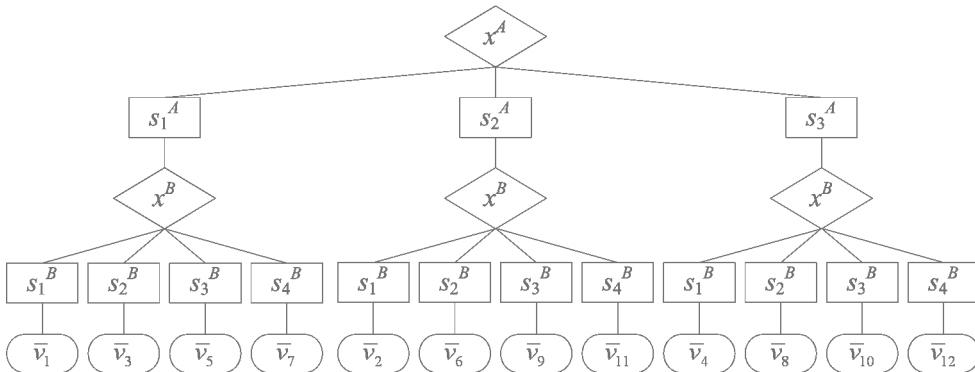 x^A
s_1^A s_2^A s_3^A
x^B x^B x^B
s_1^B s_2^B s_3^B s_4^B s_1^B s_2^B s_3^B s_4^B s_1^B s_2^B s_3^B s_4^B
v̅_1 v̅_3 v̅_5 v̅_7 v̅_2 v̅_6 v̅_9 v̅_11 v̅_4 v̅_8 v̅_10 v̅_12